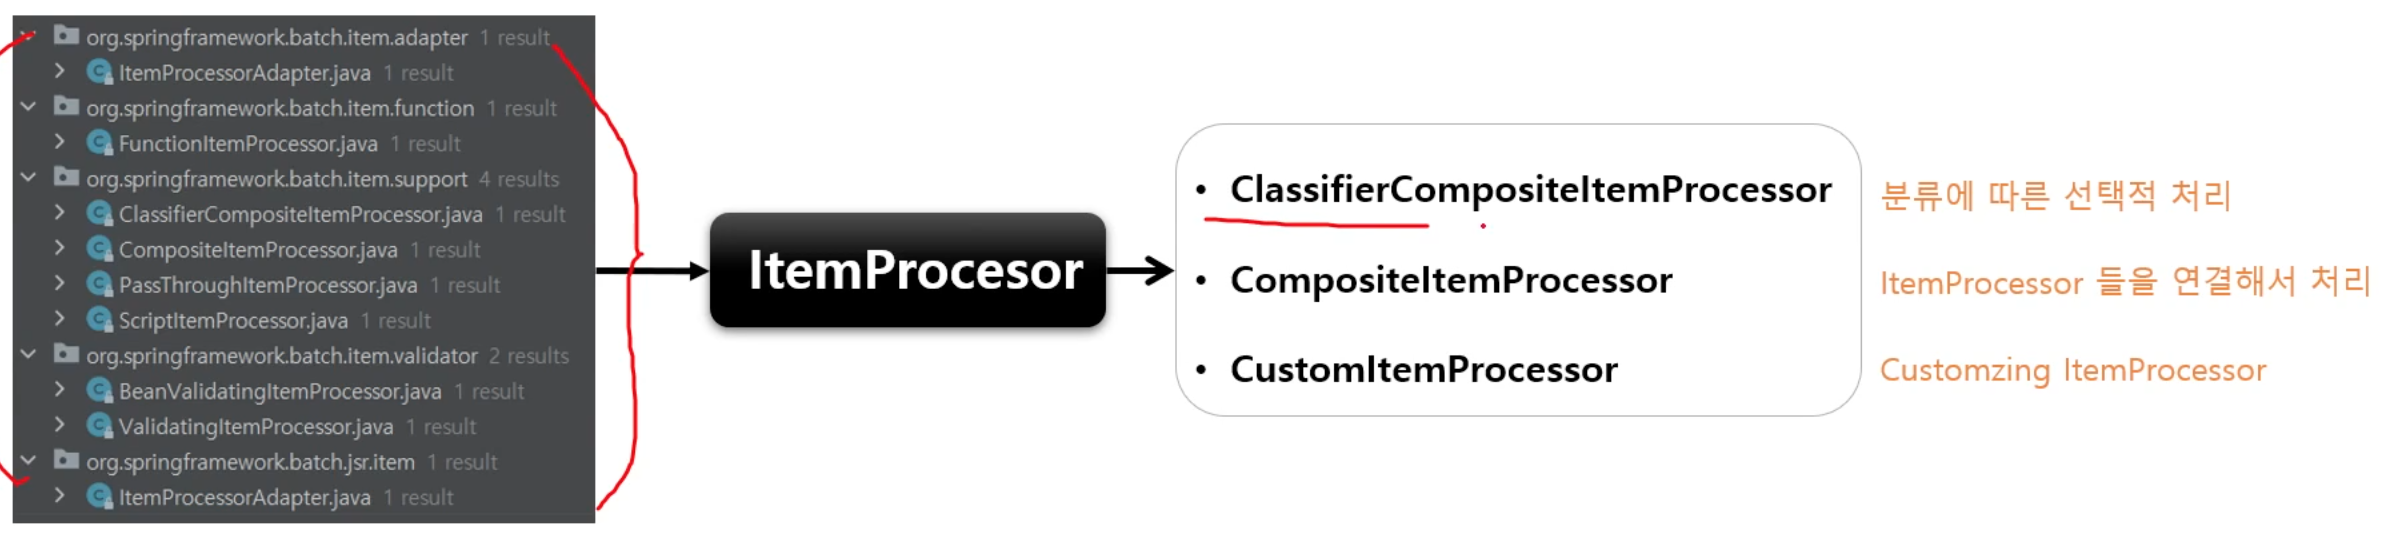 org.springframework.batch.item.adapter 1 result
ItemProcessorAdapter.java 1 result
org.springframework.batch.item.function 1 result
FunctionItemProcessor.java 1 result
org.springframework.batch.item.support 4 results
ClassifierCompositeItemProcessor.java 1 result
CompositeItemProcessor.java 1 result
PassThroughItemProcessor.java 1 result
ScriptItemProcessor.java 1 result
org.springframework.batch.item.validator 2 results
BeanValidatingItemProcessor.java 1 result
ValidatingItemProcessor.java 1 result
org.springframework.batch.jsr.item 1 result
ItemProcessorAdapter.java 1 result
ItemProcesor
• ClassifierCompositeItemProcessor 분류에 따른 선택적 처리
• CompositeItemProcessor ItemProcessor 들을 연결해서 처리
• CustomItemProcessor Customzing ItemProcessor